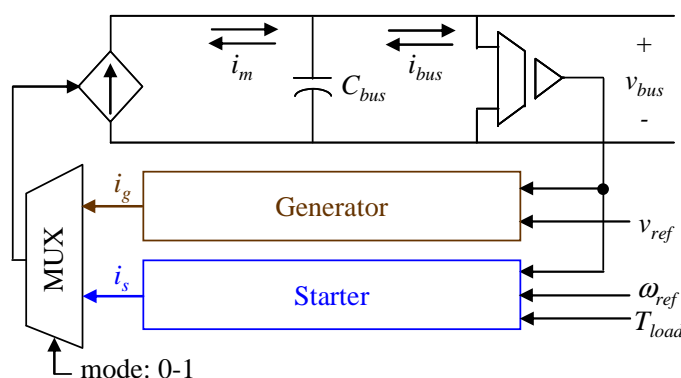 i_m
i_bus
C_bus
+
v_bus
-
i_g
Generator
v_ref
MUX
i_s
Starter
ω_ref
T_load
mode: 0-1